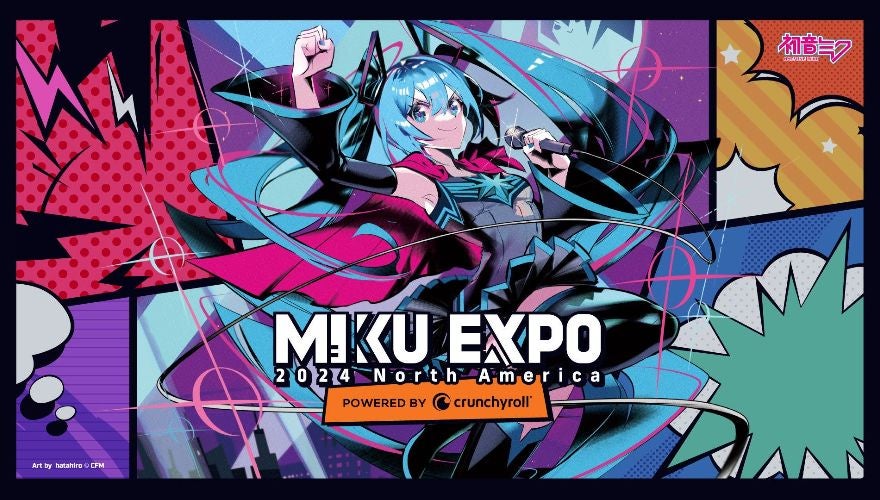 初音ミク
MIKU EXPO
2024 North America
POWERED BY crunchyroll
Art by hatahiro © CFM